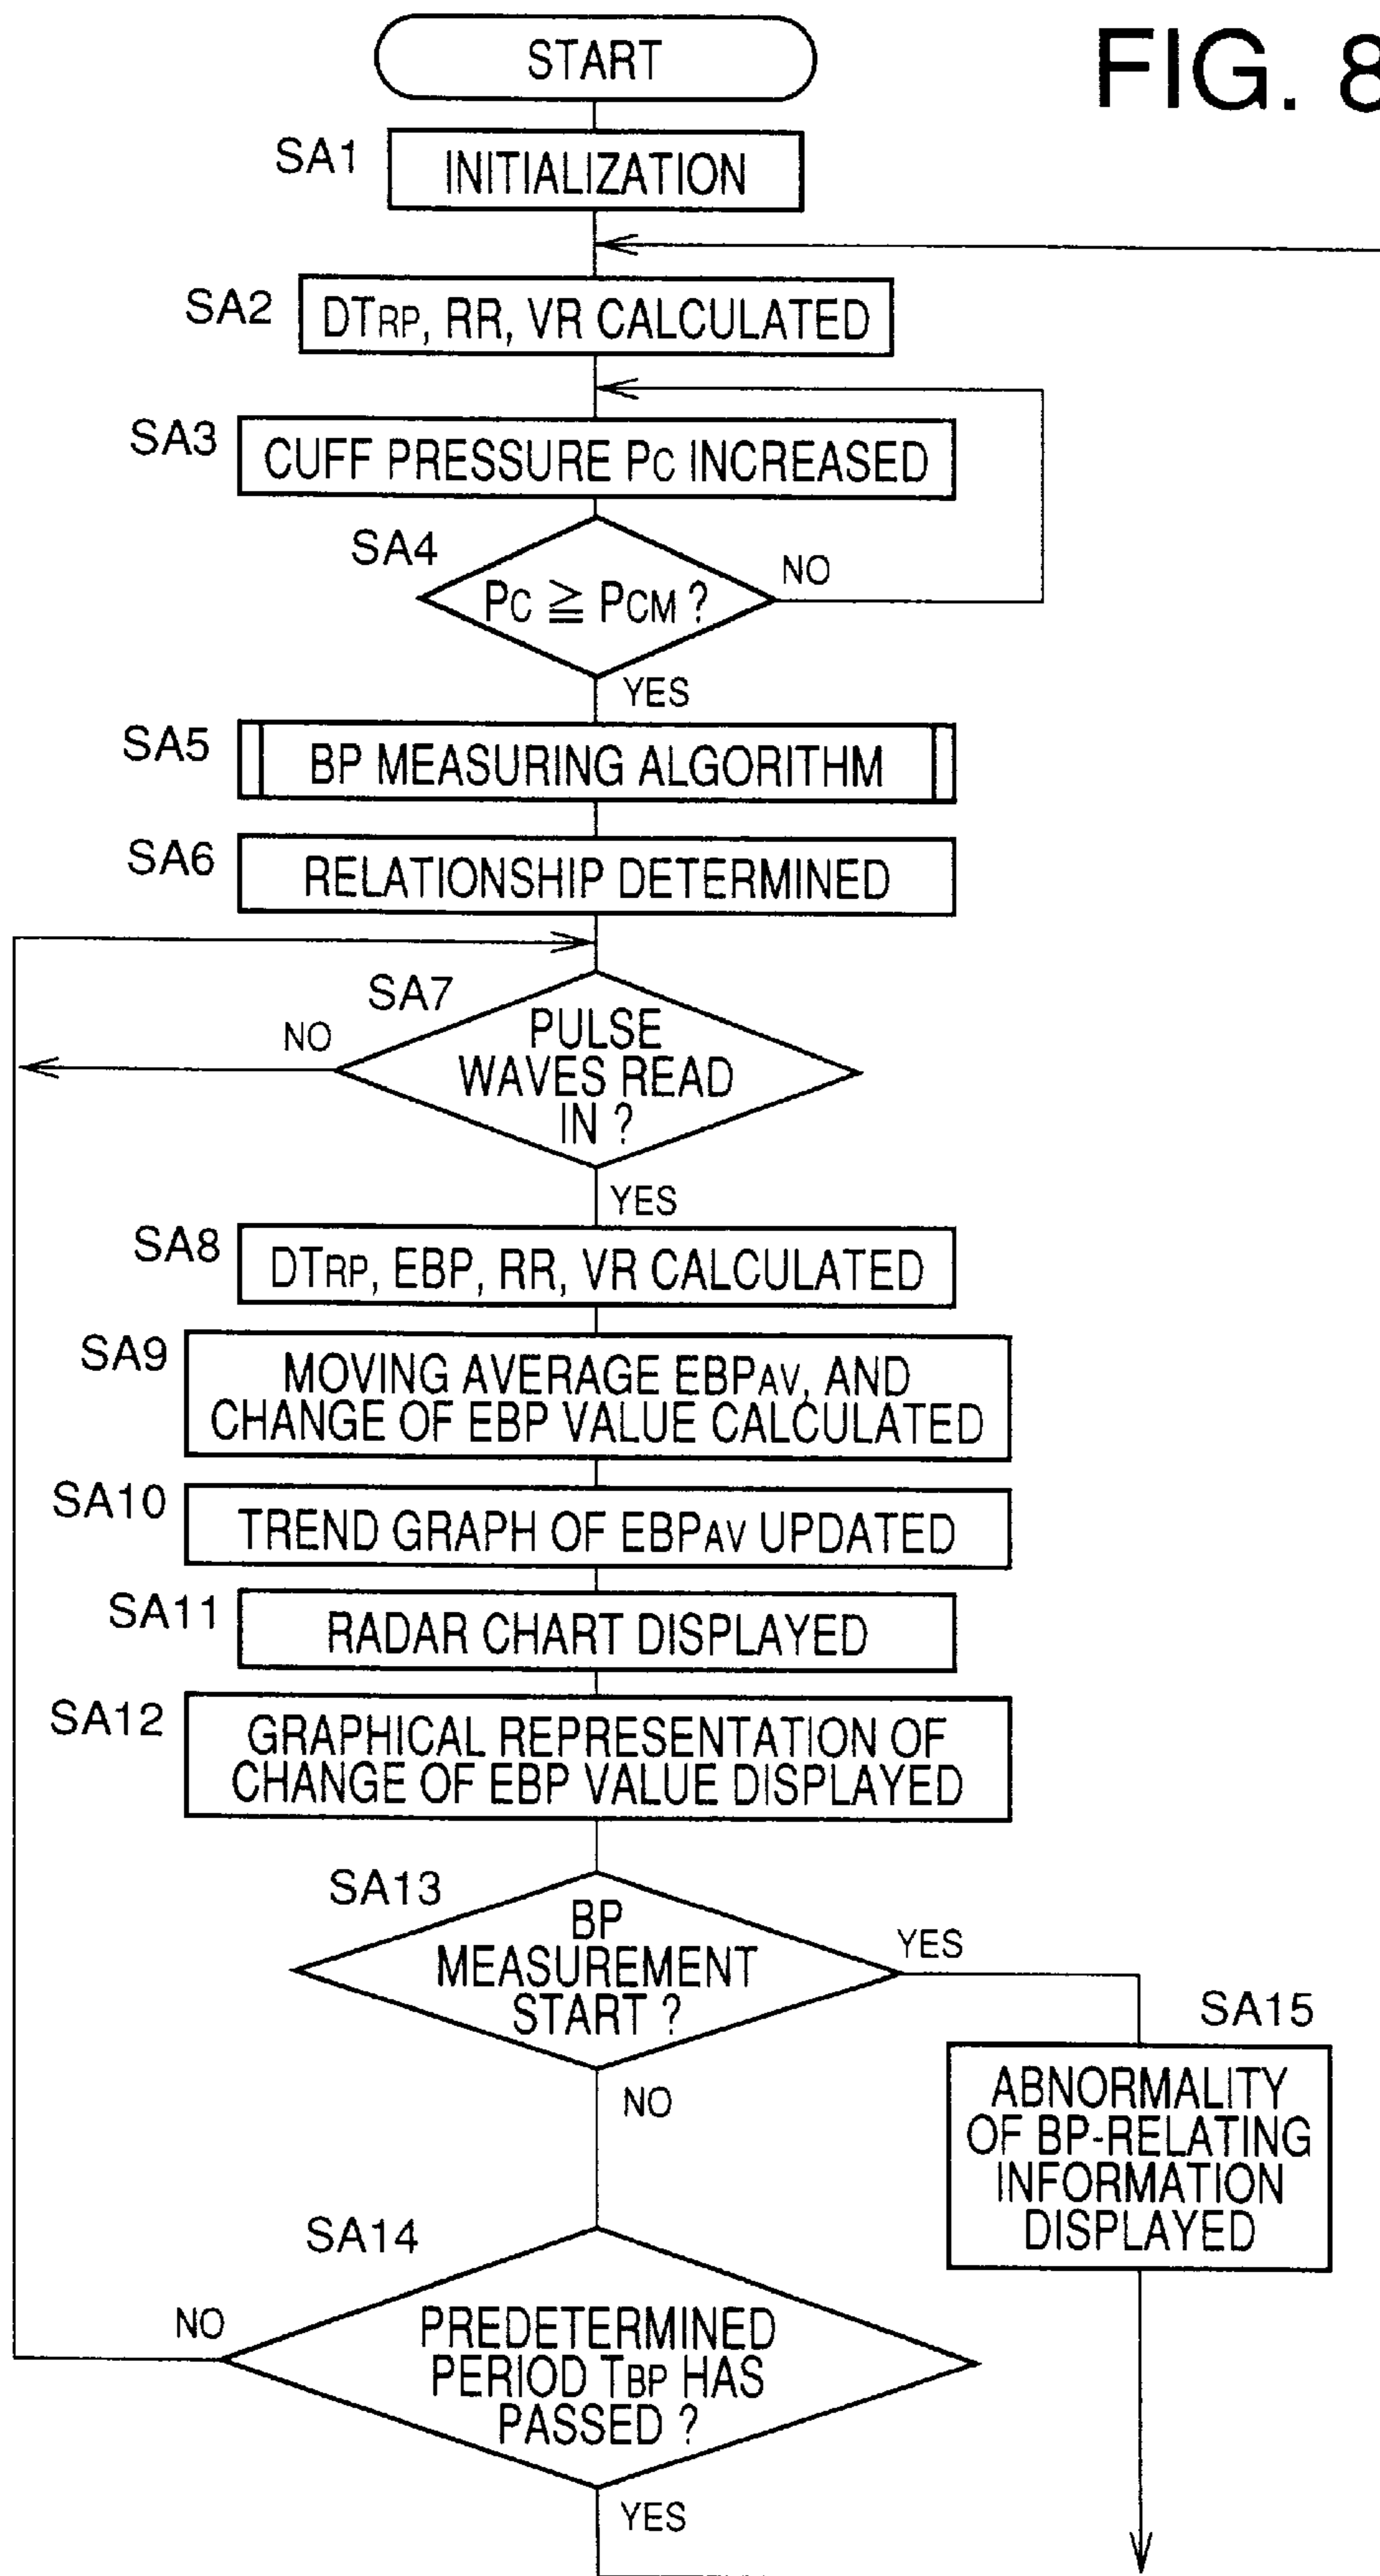 FIG. 8
START
SA1
INITIALIZATION
SA2
DTRP, RR, VR CALCULATED
SA3
CUFF PRESSURE PC INCREASED
SA4
PC ≧ PCM ?
NO
YES
SA5
BP MEASURING ALGORITHM
SA6
RELATIONSHIP DETERMINED
SA7
PULSE
WAVES READ
IN ?
NO
YES
SA8
DTRP, EBP, RR, VR CALCULATED
SA9
MOVING AVERAGE EBPAV, AND
CHANGE OF EBP VALUE CALCULATED
SA10
TREND GRAPH OF EBPAV UPDATED
SA11
RADAR CHART DISPLAYED
SA12
GRAPHICAL REPRESENTATION OF
CHANGE OF EBP VALUE DISPLAYED
SA13
BP
MEASUREMENT
START ?
YES
NO
SA15
ABNORMALITY
OF BP-RELATING
INFORMATION
DISPLAYED
SA14
PREDETERMINED
PERIOD TBP HAS
PASSED ?
NO
YES